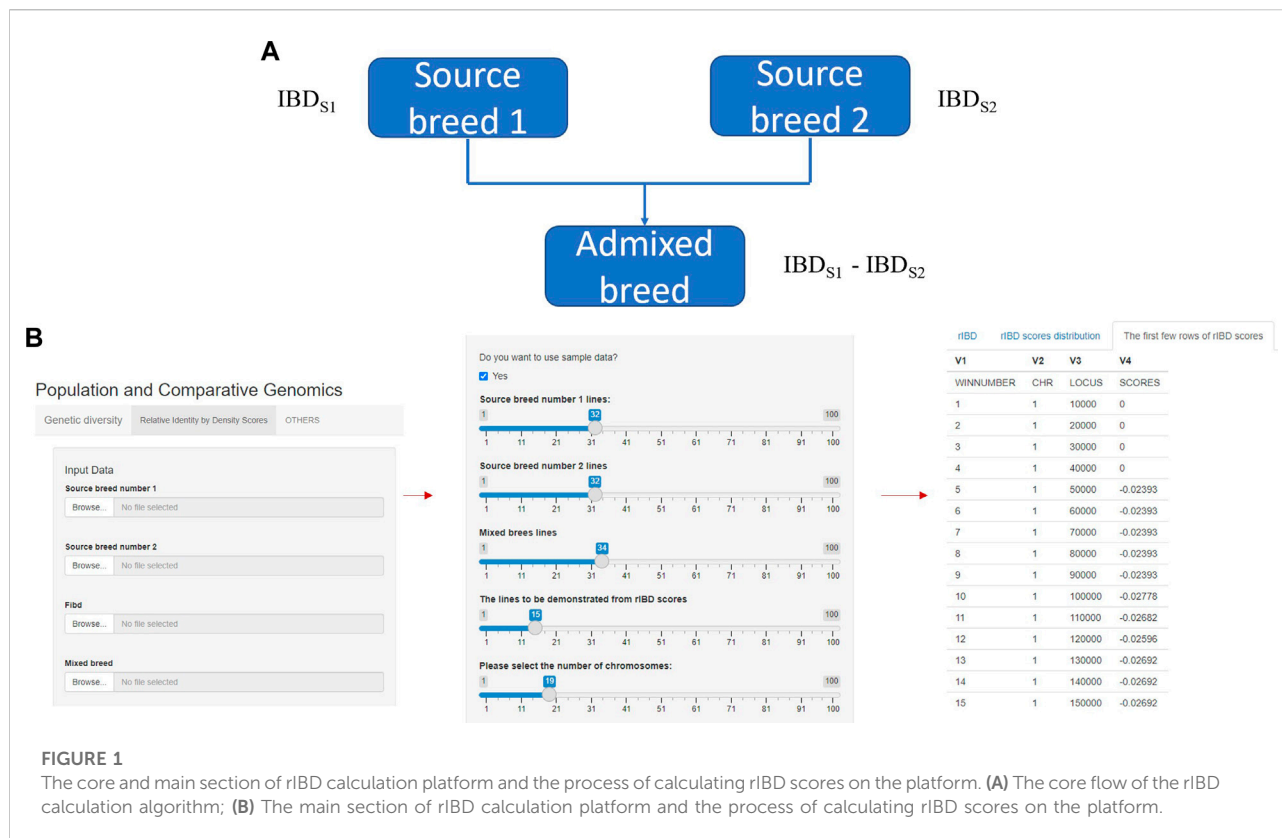 A
IBDS1
Source
breed 1
Source
breed 2
IBDS2
Admixed
breed
IBDS1 - IBDS2
B
Population and Comparative Genomics
Genetic diversity Relative Identity by Density Scores OTHERS
Input Data
Source breed number 1
Browse... No file selected
Source breed number 2
Browse... No file selected
Fibd
Browse... No file selected
Mixed breed
Browse... No file selected
Do you want to use sample data?
Yes
Source breed number 1 lines:
1 32 100
1 11 21 31 41 51 61 71 81 91 100
Source breed number 2 lines
1 32 100
1 11 21 31 41 51 61 71 81 91 100
Mixed brees lines
1 34 100
1 11 21 31 41 51 61 71 81 91 100
The lines to be demonstrated from rIBD scores
1 15 100
1 11 21 31 41 51 61 71 81 91 100
Please select the number of chromosomes:
1 19 100
1 11 21 31 41 51 61 71 81 91 100
rIBD rIBD scores distribution The first few rows of rIBD scores
V1 V2 V3 V4
WINNUMBER CHR LOCUS SCORES
1 1 10000 0
2 1 20000 0
3 1 30000 0
4 1 40000 0
5 1 50000 -0.02393
6 1 60000 -0.02393
7 1 70000 -0.02393
8 1 80000 -0.02393
9 1 90000 -0.02393
10 1 100000 -0.02778
11 1 110000 -0.02682
12 1 120000 -0.02596
13 1 130000 -0.02692
14 1 140000 -0.02692
15 1 150000 -0.02692
FIGURE 1
The core and main section of rIBD calculation platform and the process of calculating rIBD scores on the platform. (A) The core flow of the rIBD
calculation algorithm; (B) The main section of rIBD calculation platform and the process of calculating rIBD scores on the platform.